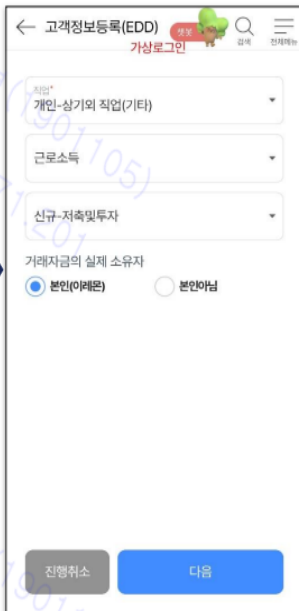 고객정보등록(EDD)
챗봇
검색
전체메뉴
가상로그인
직업*
개인-상기외 직업(기타)
근로소득
신규-저축및투자
거래자금의 실제 소유자
본인(이레온)
본인아님
진행취소
다음